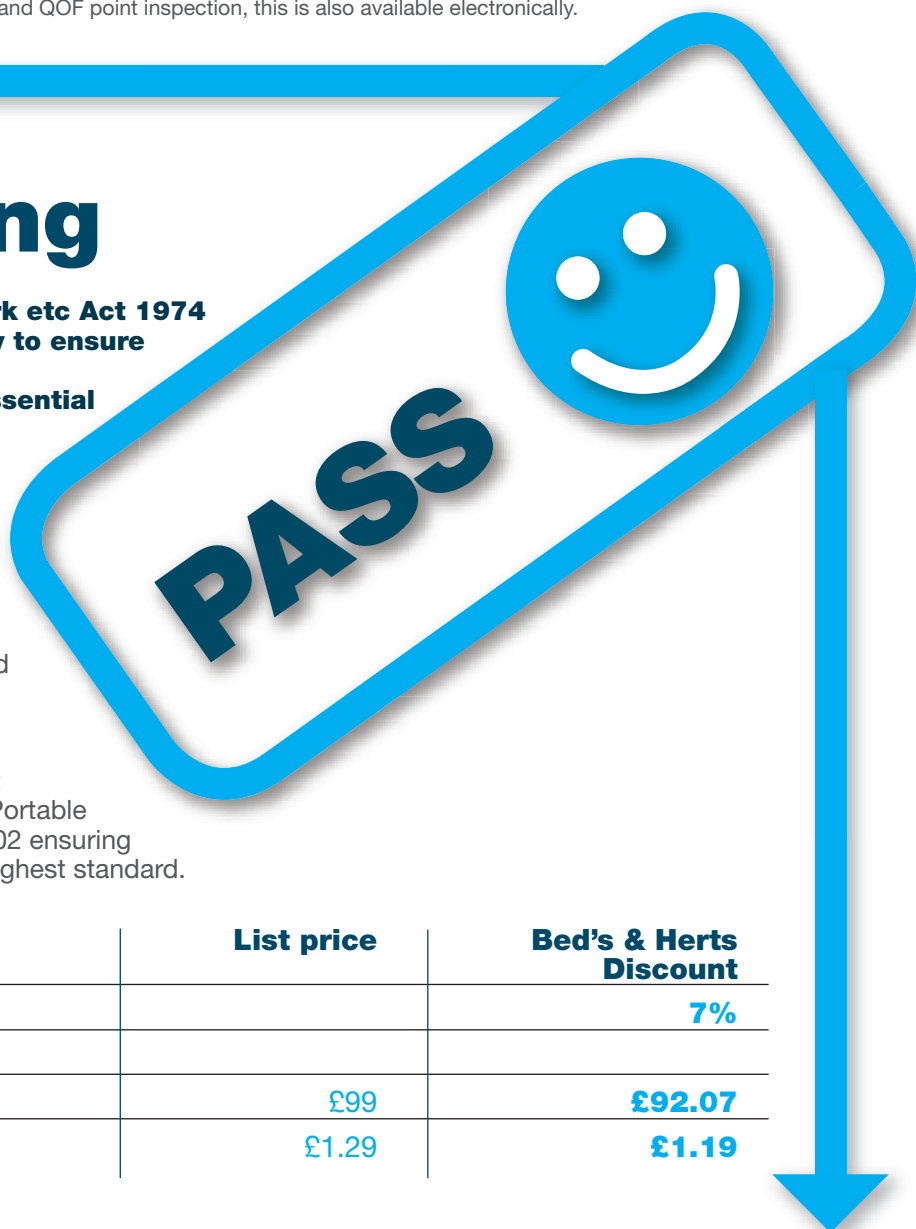 and QOF point inspection, this is also available electronically.
ng
rk etc Act 1974
y to ensure
ssential
PASS
d
Portable
02 ensuring
ghest standard.
List price
Bed's & Herts
Discount
7%
£99 £92.07
£1.29 £1.19